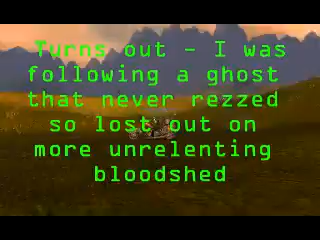 Turns out - I was
following a ghost
that never rezzed
so lost out on
more unrelenting
bloodshed